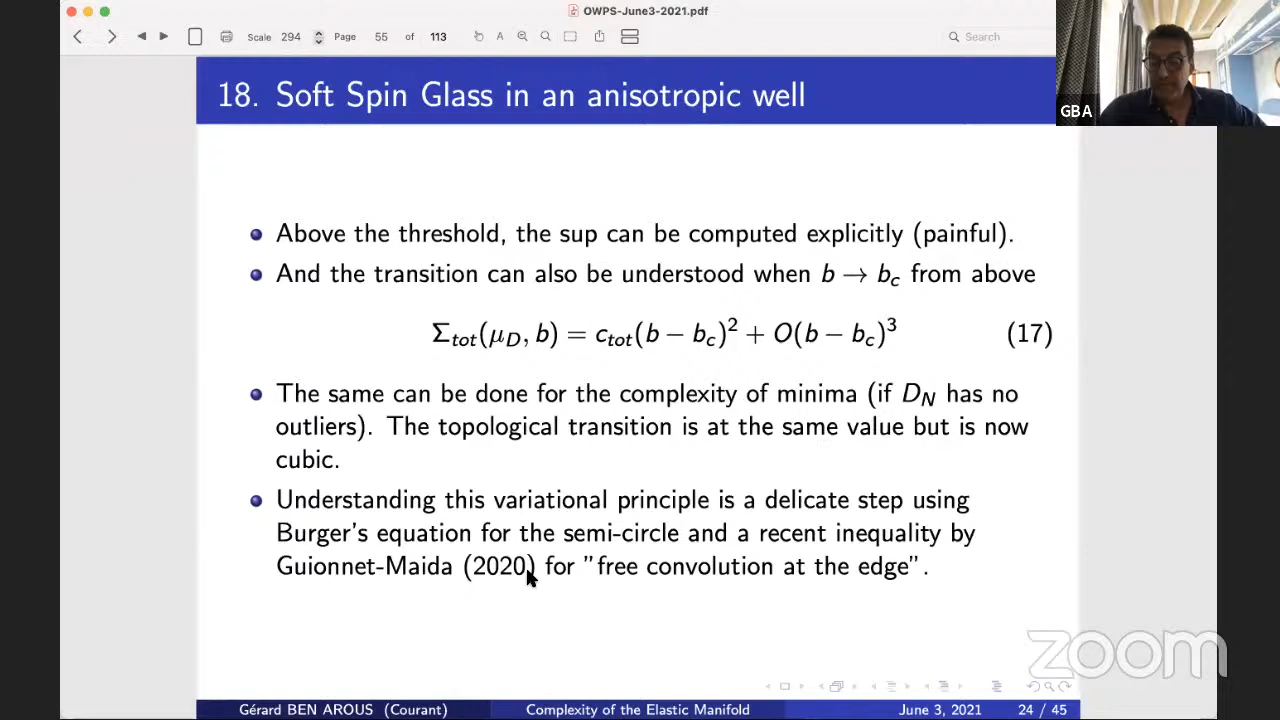 OWPS-June3-2021.pdf
Scale 294 Page 55 of 113 Search
GBA
18. Soft Spin Glass in an anisotropic well
Above the threshold, the sup can be computed explicitly (painful).
And the transition can also be understood when b → b_c from above
Σ_tot(μ_D, b) = c_tot(b − b_c)² + O(b − b_c)³ (17)
The same can be done for the complexity of minima (if D_N has no
outliers). The topological transition is at the same value but is now
cubic.
Understanding this variational principle is a delicate step using
Burger's equation for the semi-circle and a recent inequality by
Guionnet-Maida (2020) for "free convolution at the edge".
zoom
Gérard BEN AROUS (Courant) Complexity of the Elastic Manifold June 3, 2021 24 / 45